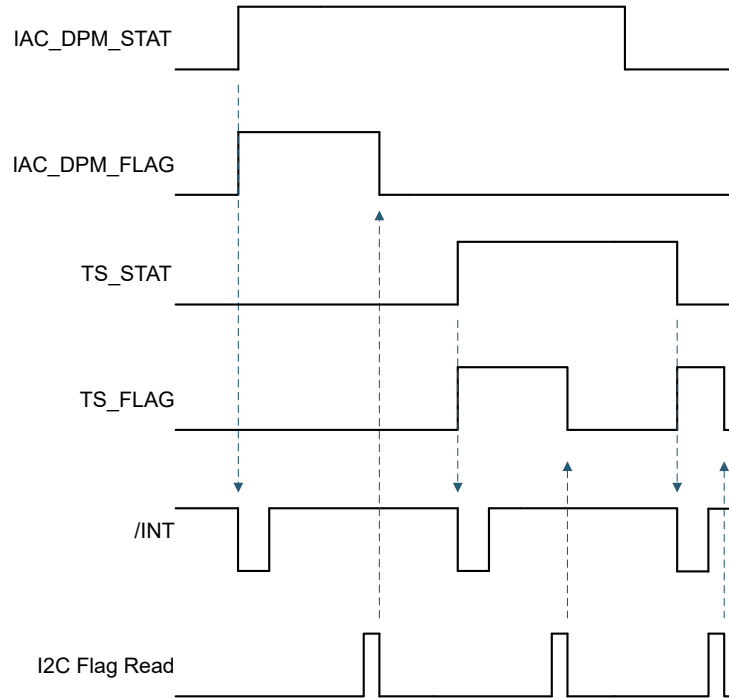 IAC_DPM_STAT
IAC_DPM_FLAG
TS_STAT
TS_FLAG
/INT
I2C Flag Read